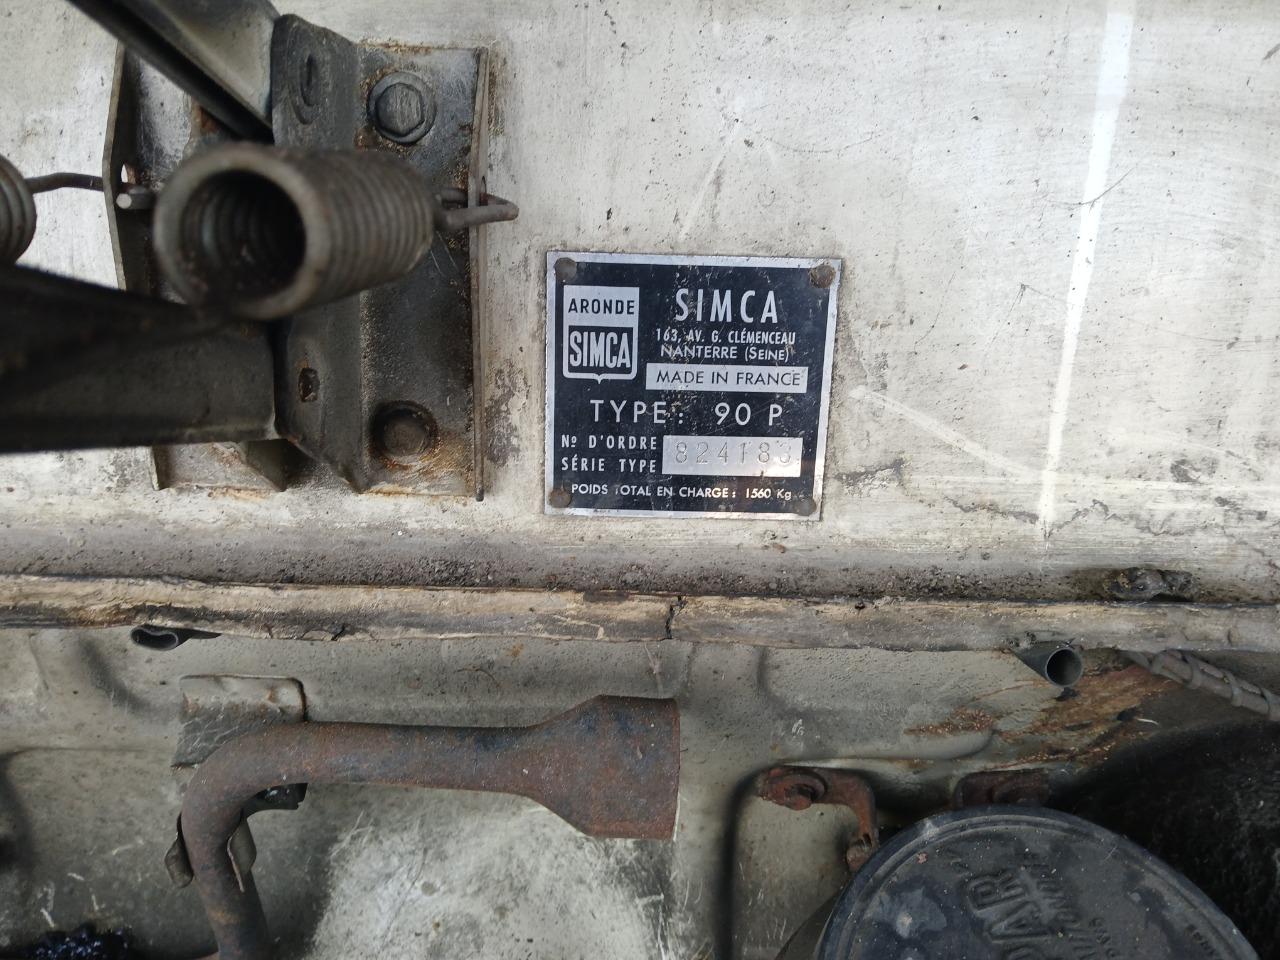 ARONDE
SIMCA
SIMCA
163, AV. G. CLÉMENCEAU
NANTERRE (SEINE)
MADE IN FRANCE
TYPE: 90 P
Nº D'ORDRE
SÉRIE TYPE
824183
POIDS TOTAL EN CHARGE : 1560 Kg